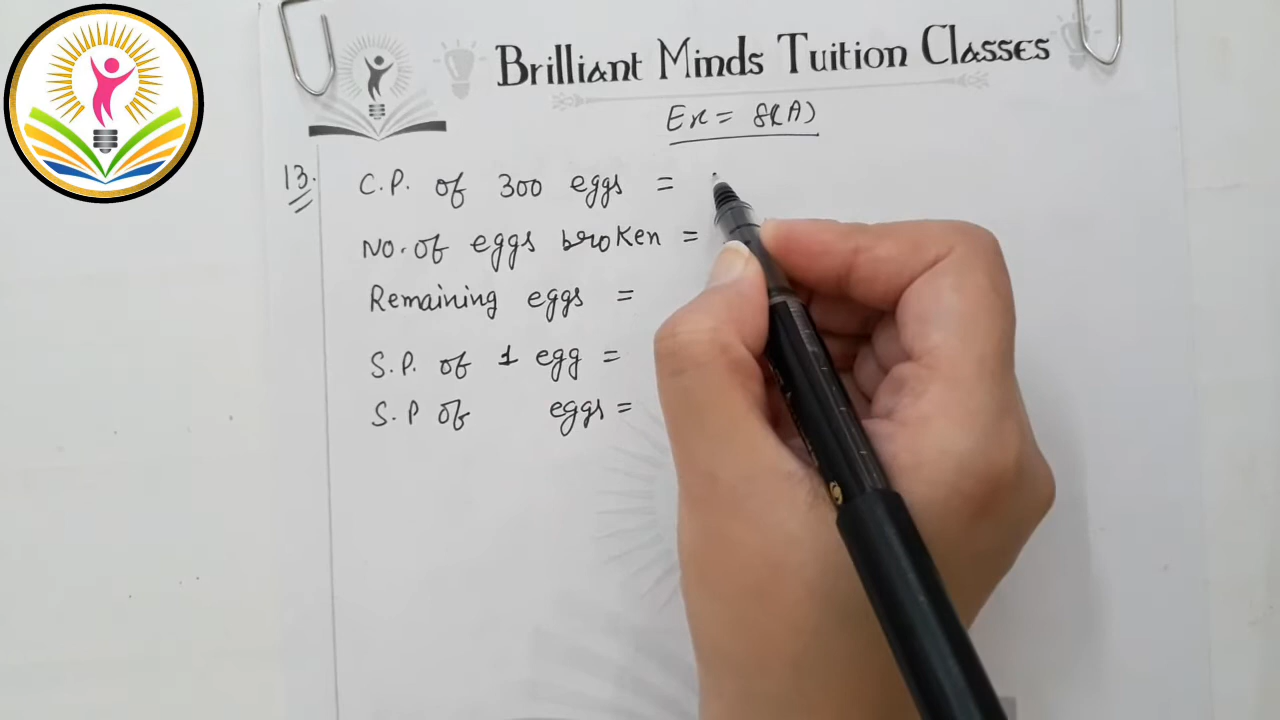 Brilliant Minds Tuition Classes
Ex = 8(A)
13. C.P. of 300 eggs =
No. of eggs broken =
Remaining eggs =
S.P. of 1 egg =
S.P of eggs =